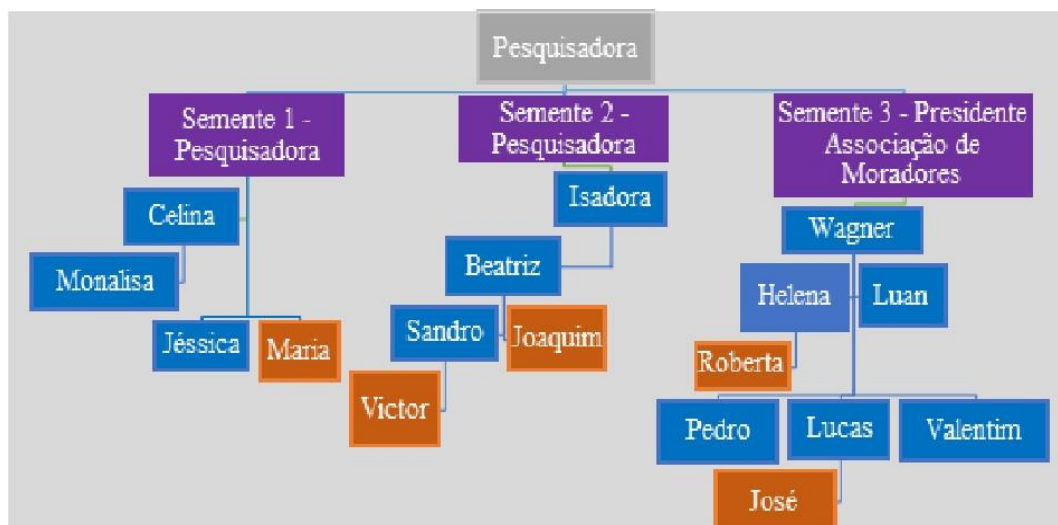 Pesquisadora
Semente 1 -
Pesquisadora
Semente 2 -
Pesquisadora
Semente 3 - Presidente
Associação de
Moradores
Celina
Monalisa
Jéssica
Maria
Isadora
Beatriz
Sandro
Joaquim
Victor
Wagner
Helena
Luan
Roberta
Pedro
Lucas
Valentim
José